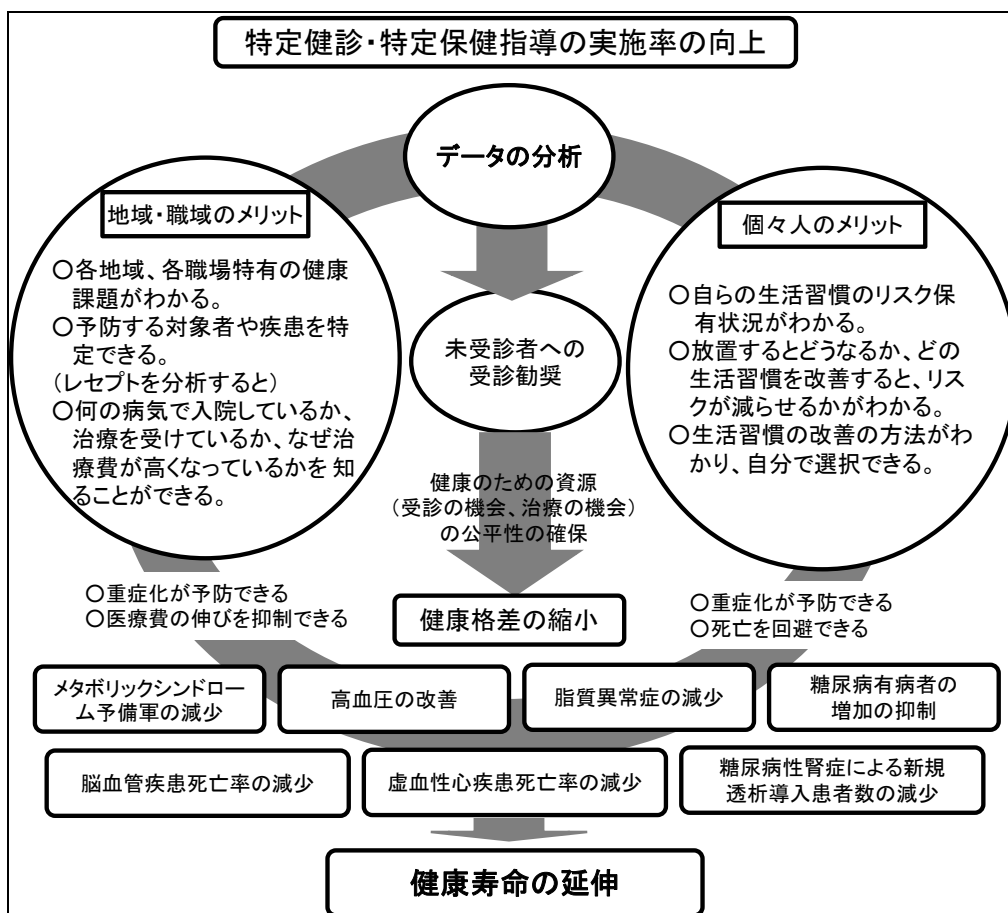 特定健診・特定保健指導の実施率の向上
データの分析
地域・職域のメリット
〇各地域、各職場特有の健康
課題がわかる。
〇予防する対象者や疾患を特
定できる。
(レセプトを分析すると)
〇何の病気で入院しているか、
治療を受けているか、なぜ治
療費が高くなっているかを 知
ることができる。
未受診者への
受診勧奨
個々人のメリット
〇自らの生活習慣のリスク保
有状況がわかる。
〇放置するとどうなるか、どの
生活習慣を改善すると、リス
クが減らせるかがわかる。
〇生活習慣の改善の方法がわ
かり、自分で選択できる。
健康のための資源
(受診の機会、治療の機会)
の公平性の確保
〇重症化が予防できる
〇医療費の伸びを抑制できる
健康格差の縮小
〇重症化が予防できる
〇死亡を回避できる
メタボリックシンドロー
ム予備軍の減少
高血圧の改善
脂質異常症の減少
糖尿病有病者の
増加の抑制
脳血管疾患死亡率の減少
虚血性心疾患死亡率の減少
糖尿病性腎症による新規
透析導入患者数の減少
健康寿命の延伸